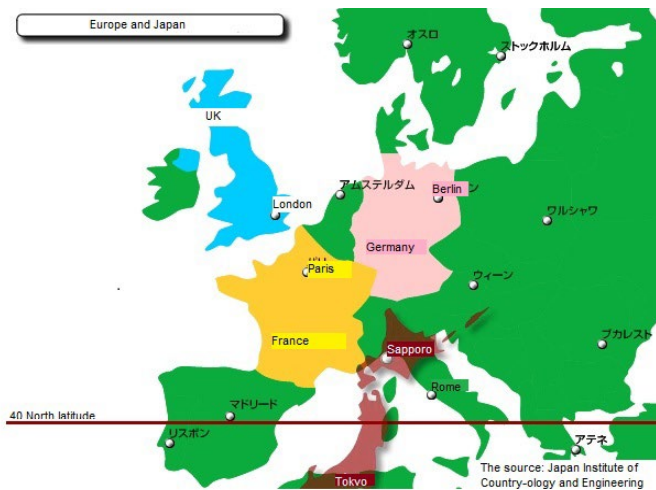 Europe and Japan
オスロ
ストックホルム
UK
アムステルダム
Berlin
London
ワルシャワ
Germany
Paris
ウィーン
France
Sapporo
ブカレスト
Rome
マドリード
40 North latitude
リスボン
アテネ
Tokyo
The source: Japan Institute of
Country-ology and Engineering